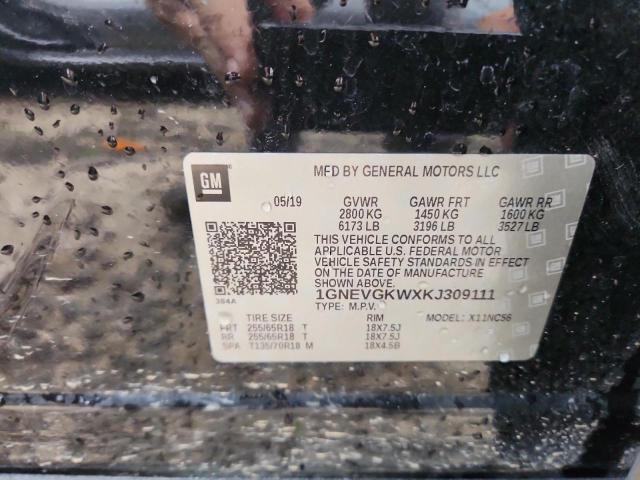 GM
MFD BY GENERAL MOTORS LLC
05/19 GVWR GAWR FRT GAWR RR
2800 KG 1450 KG 1600 KG
6173 LB 3196 LB 3527 LB
THIS VEHICLE CONFORMS TO ALL
APPLICABLE U.S. FEDERAL MOTOR
VEHICLE SAFETY STANDARDS IN EFFECT
ON THE DATE OF MANUFACTURE
SHOWN ABOVE.
384A
1GNEVGKWXKJ309111
TYPE: M.P.V. MODEL: X11NC56
TIRE SIZE RIM
FRT 255/65R18 T 18X7.5J
RR 255/65R18 T 18X7.5J
SPA T135/70R18 M 18X4.5B